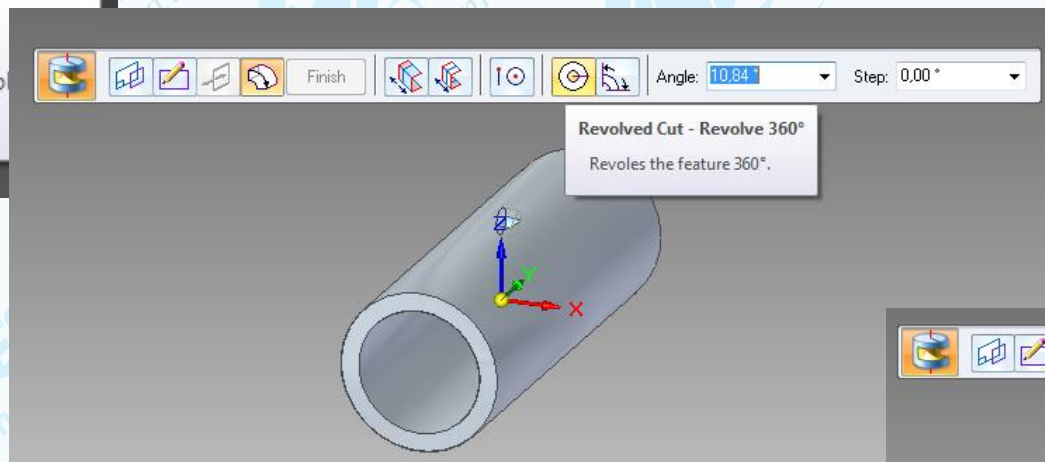 Finish
Angle: 10,84 °
Step: 0,00 °
Revolved Cut - Revolve 360°
Revoles the feature 360°.
Z
Y
X